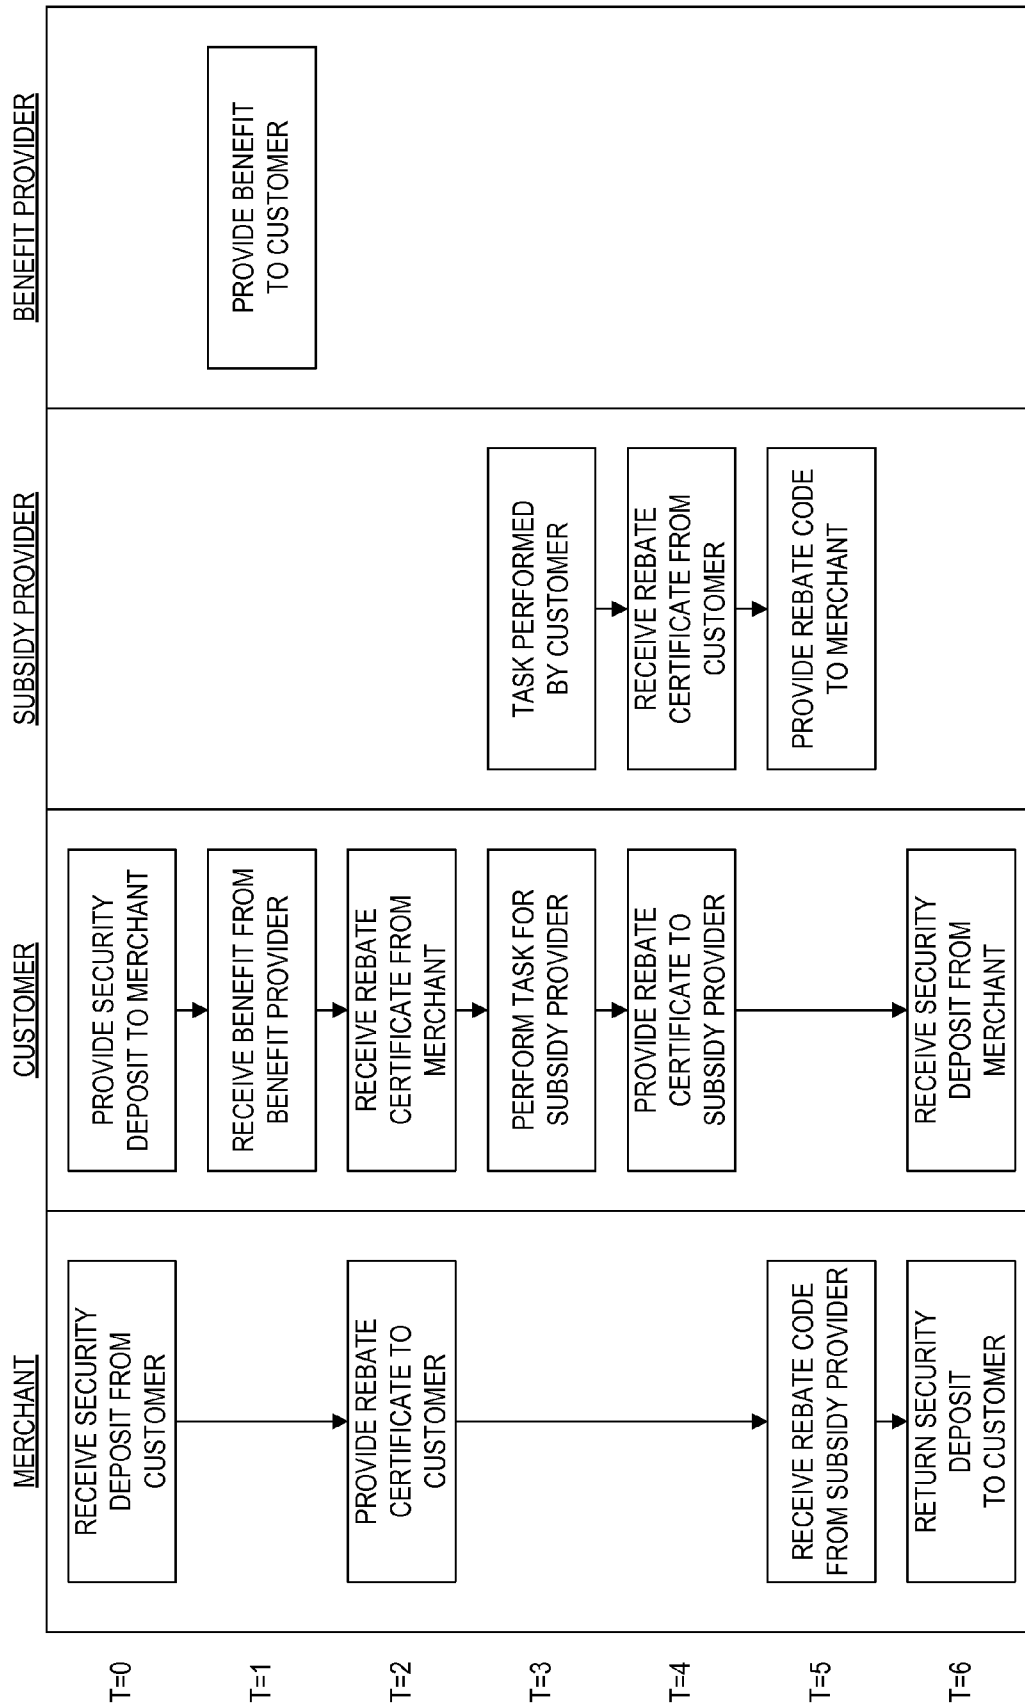 MERCHANT
CUSTOMER
SUBSIDY PROVIDER
BENEFIT PROVIDER
T=0
RECEIVE SECURITY
DEPOSIT FROM
CUSTOMER
PROVIDE SECURITY
DEPOSIT TO MERCHANT
T=1
RECEIVE BENEFIT FROM
BENEFIT PROVIDER
PROVIDE BENEFIT
TO CUSTOMER
T=2
PROVIDE REBATE
CERTIFICATE TO
CUSTOMER
RECEIVE REBATE
CERTIFICATE FROM
MERCHANT
T=3
PERFORM TASK FOR
SUBSIDY PROVIDER
TASK PERFORMED
BY CUSTOMER
T=4
PROVIDE REBATE
CERTIFICATE TO
SUBSIDY PROVIDER
RECEIVE REBATE
CERTIFICATE FROM
CUSTOMER
T=5
RECEIVE REBATE CODE
FROM SUBSIDY PROVIDER
PROVIDE REBATE CODE
TO MERCHANT
T=6
RETURN SECURITY
DEPOSIT
TO CUSTOMER
RECEIVE SECURITY
DEPOSIT FROM
MERCHANT